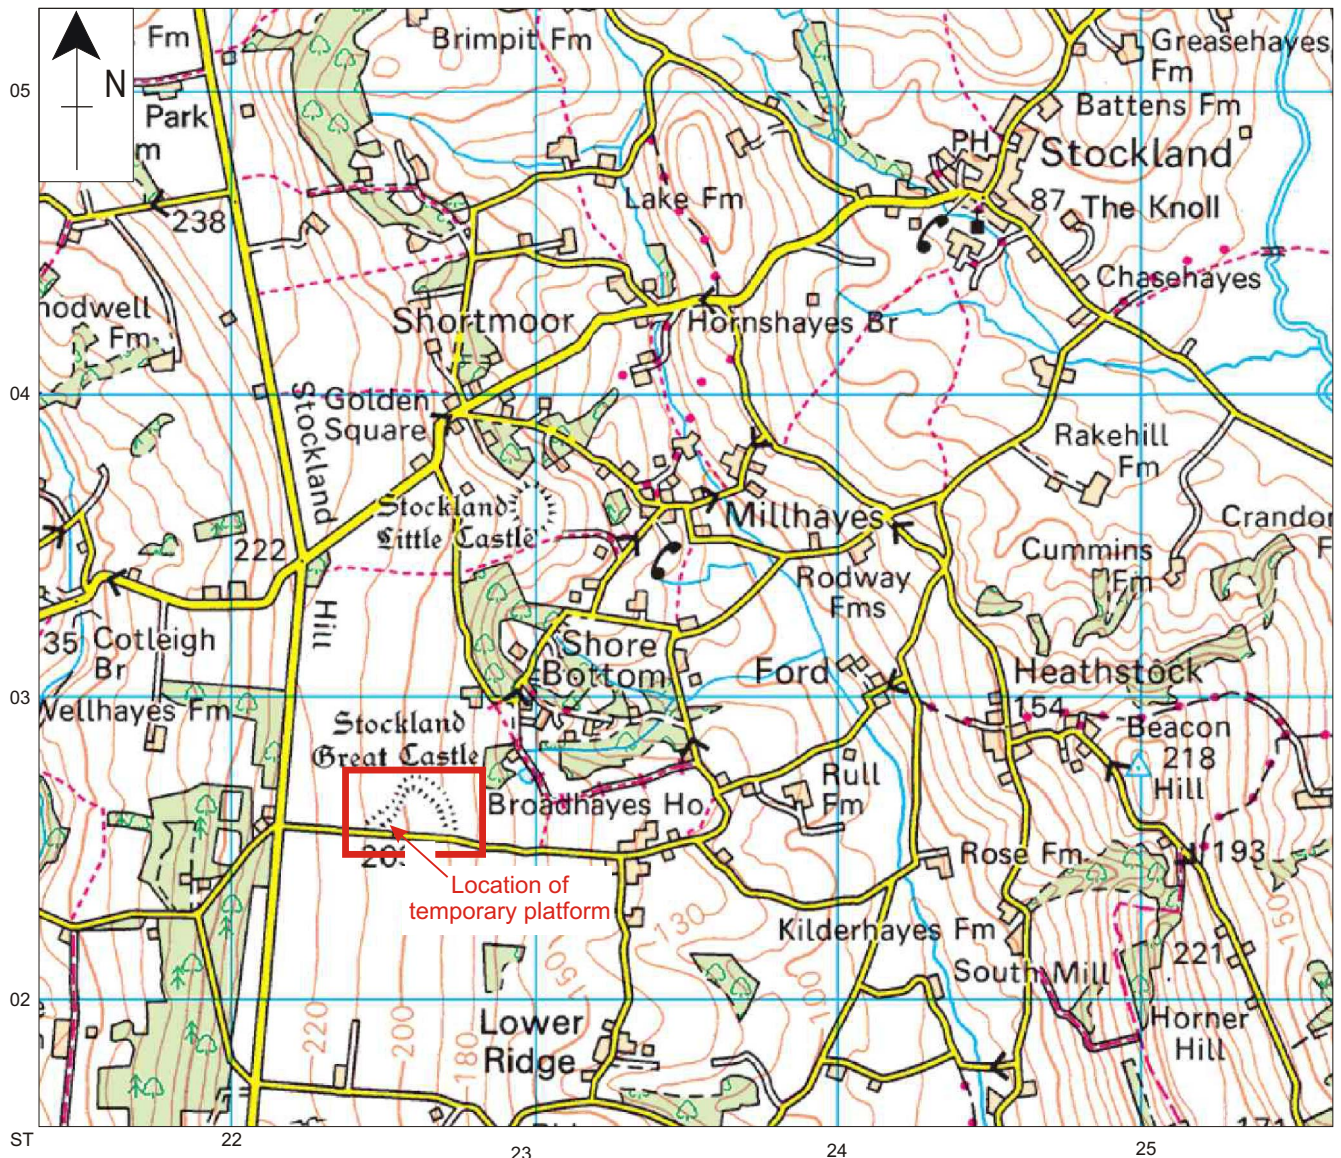 Fm
Brimpit Fm
Greasehayes
Fm
N
05
Park
m
Battens Fm
PH
Stockland
Lake Fm
87
The Knoll
238
Chasehayes
nodwell
Fm
Shortmoor
Hornshayes Br
04
Stockland
Golden
Square
Rakehill
Fm
Stockland
Little Castle
Millhayes
Crandon
F
222
Cummins
Fm
Rodway
Fms
Hill
35
Cotleigh
Br
Shore
Bottom
Ford
Heathstock
03
154
Wellhayes Fm
Stockland
Great Castle
Beacon
218
Hill
Broadhayes Ho
Rull
Fm
Rose Fm
193
Location of
temporary platform
130
150
150
Kilderhayes Fm
221
South Mill
100
02
220
200
180
Lower
Ridge
Horner
Hill
171
ST
22
23
24
25